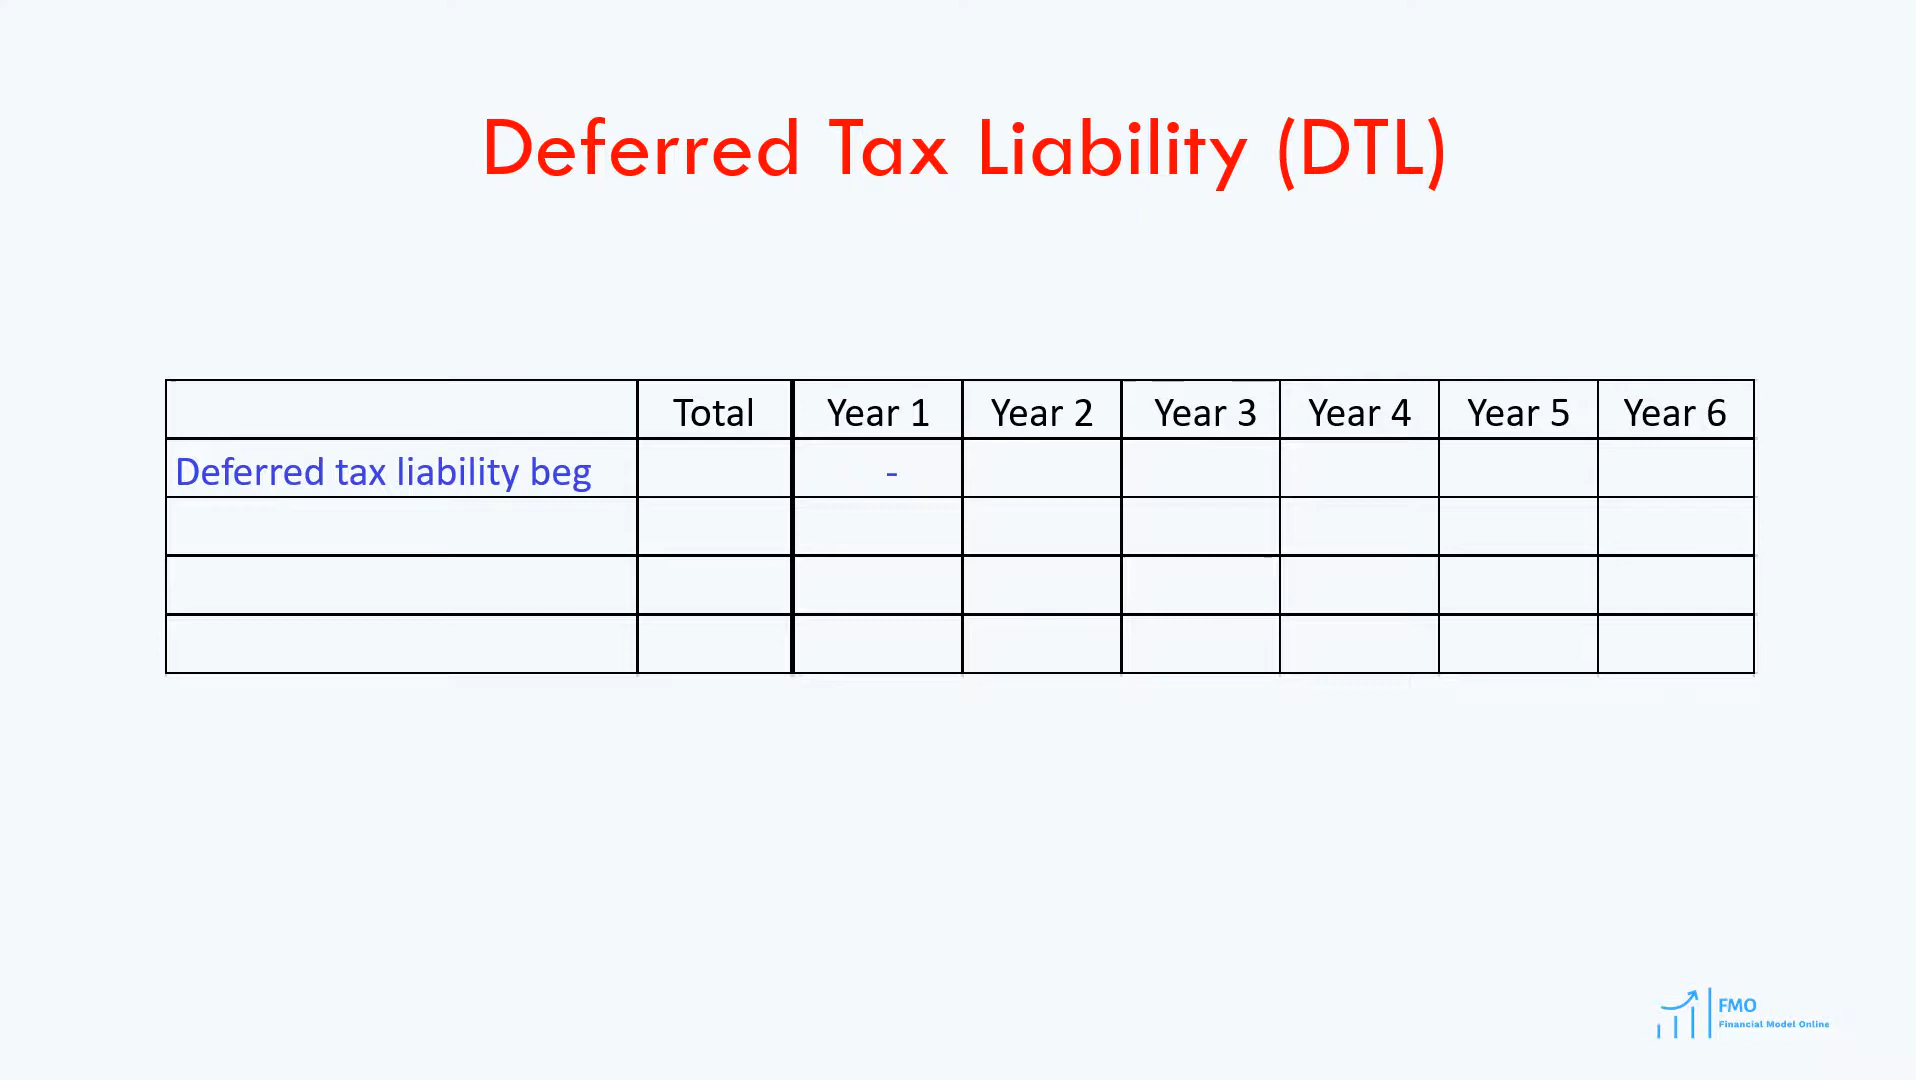 Deferred Tax Liability (DTL)
Total Year 1 Year 2 Year 3 Year 4 Year 5 Year 6
Deferred tax liability beg -
FMO
Financial Model Online